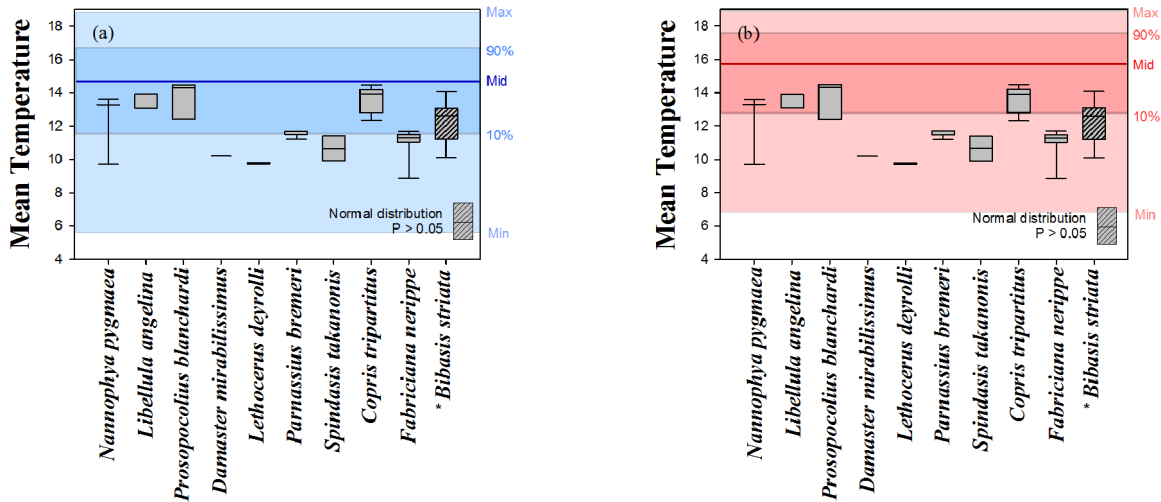 (a)
Mean Temperature
18
16
14
12
10
8
6
4
Max
90%
Mid
10%
Min
Normal distribution
P > 0.05
Nannophya pygmaea
Libellula angelina
Prosopocolius blanchardi
Damaster mirabilissimus
Lethocerus deyrolli
Parnassius bremeri
Spindasis takanonis
Copris tripartitus
Fabriciana nerippe
* Bibasis striata
(b)
Mean Temperature
18
16
14
12
10
8
6
4
Max
90%
Mid
10%
Min
Normal distribution
P > 0.05
Nannophya pygmaea
Libellula angelina
Prosopocolius blanchardi
Damaster mirabilissimus
Lethocerus deyrolli
Parnassius bremeri
Spindasis takanonis
Copris tripartitus
Fabriciana nerippe
* Bibasis striata